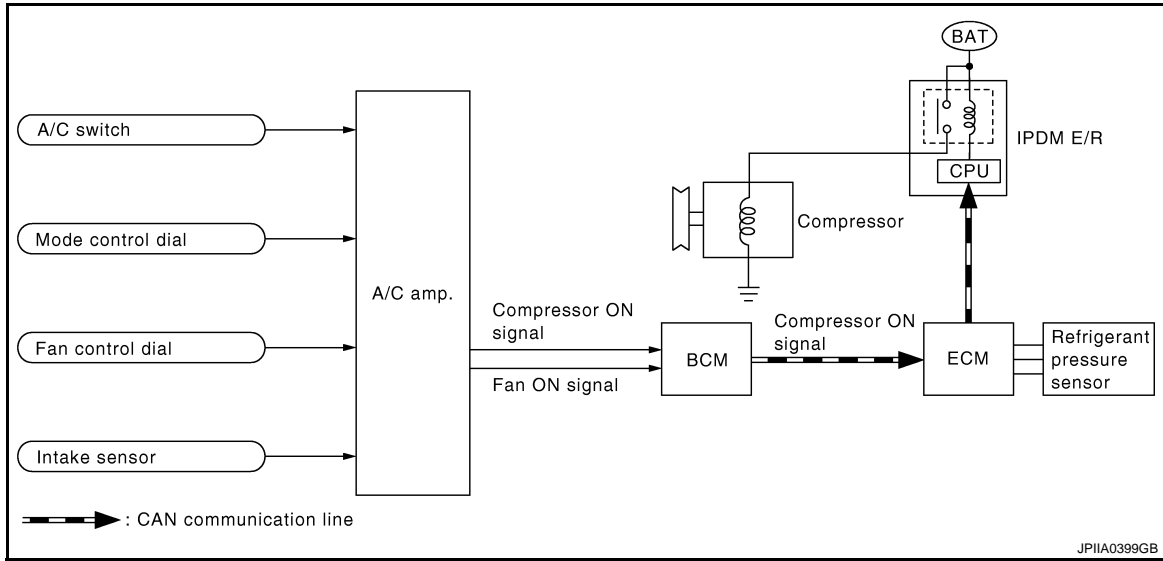 BAT
A/C switch
IPDM E/R
CPU
Compressor
Mode control dial
A/C amp.
Compressor ON
signal
Compressor ON
signal
Fan control dial
BCM
ECM
Refrigerant
pressure
sensor
Fan ON signal
Intake sensor
: CAN communication line
JPIIA0399GB